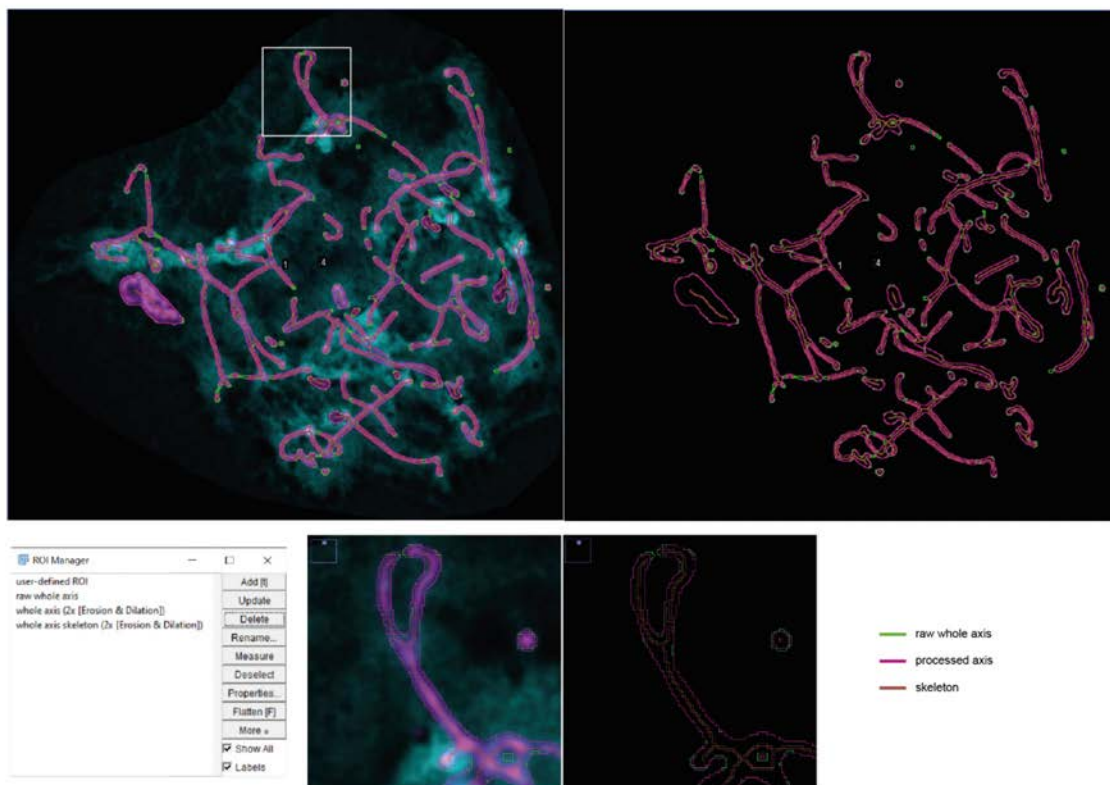 1
4
1
4
ROI Manager
user-defined ROI
raw whole axis
whole axis (2x [Erosion & Dilation])
whole axis skeleton (2x [Erosion & Dilation])
Add [t]
Update
Delete
Rename...
Measure
Deselect
Properties...
Flatten [F]
More »
Show All
Labels
raw whole axis
processed axis
skeleton